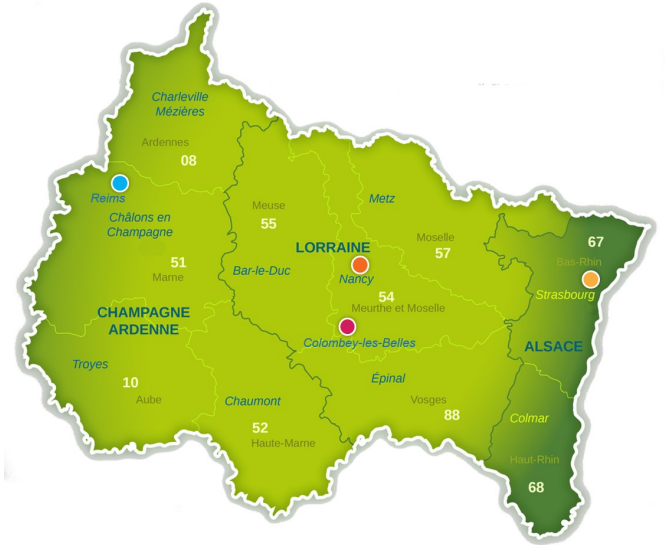 Charleville
Mézières
Ardennes
08
Reims
Châlons en
Champagne
51
Marne
CHAMPAGNE
ARDENNE
Troyes
10
Aube
Chaumont
52
Haute-Marne
Meuse
55
Bar-le-Duc
LORRAINE
Metz
Moselle
57
Nancy
54
Meurthe et Moselle
Colombey-les-Belles
Épinal
Vosges
88
67
Bas-Rhin
Strasbourg
ALSACE
Colmar
Haut-Rhin
68